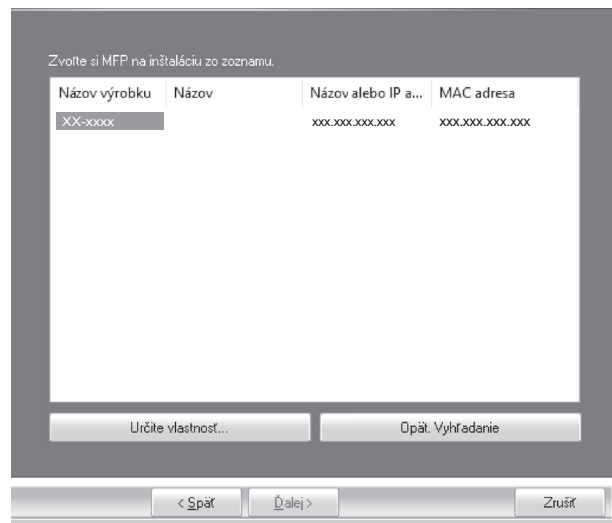 Zvoľte si MFP na inštaláciu zo zoznamu.
Názov výrobku Názov Názov alebo IP a... MAC adresa
XX-xxxx xxx.xxx.xxx.xxx xxx.xxx.xxx.xxx
Určite vlastnosť... Opät. Vyhľadanie
< Späť Ďalej > Zrušiť